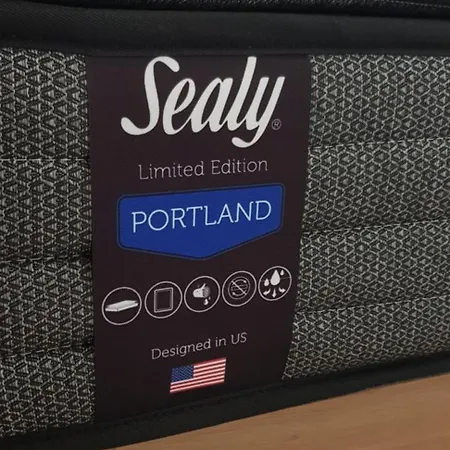 Sealy®
Limited Edition
PORTLAND
Designed in US